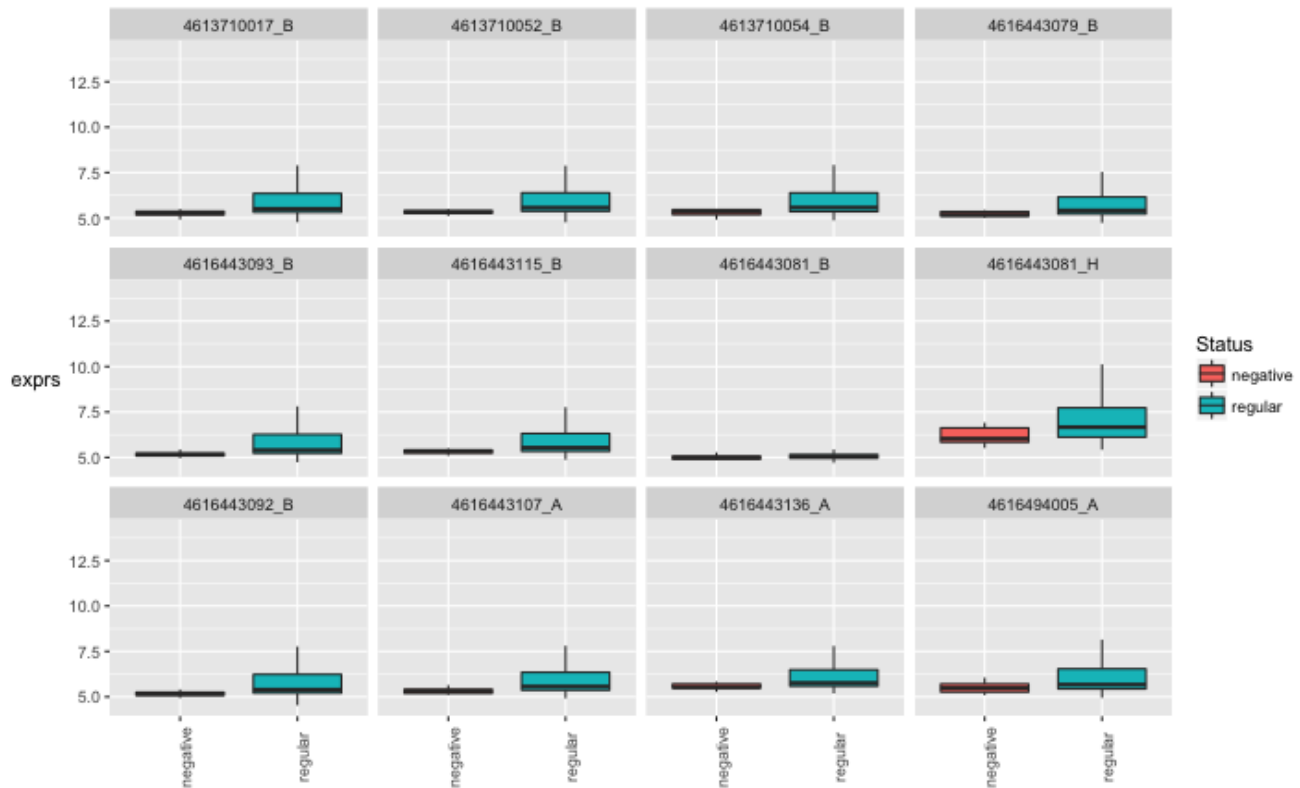 4613710017_B 4613710052_B 4613710054_B 4616443079_B
12.5
10.0
7.5
5.0
4616443093_B 4616443115_B 4616443081_B 4616443081_H
12.5
10.0
7.5
5.0
exprs
Status
negative
regular
4616443092_B 4616443107_A 4616443136_A 4616494005_A
12.5
10.0
7.5
5.0
negative regular negative regular negative regular negative regular